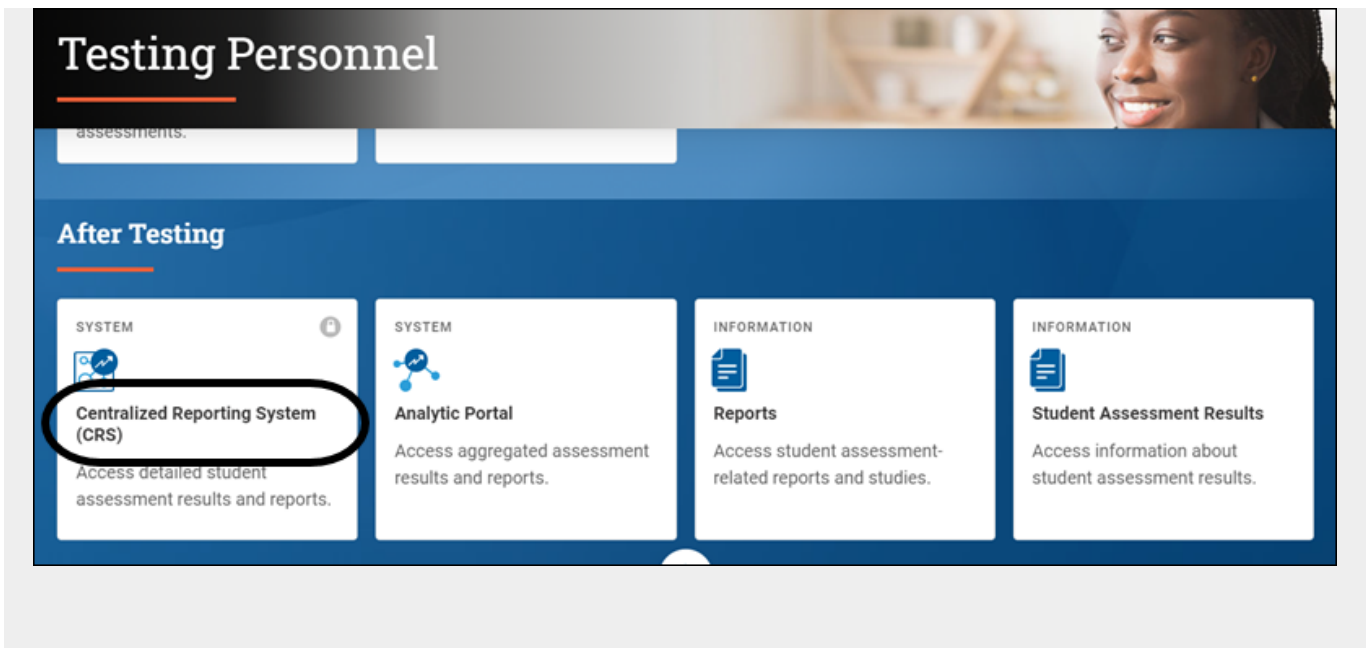 Testing Personnel
assessments.
After Testing
SYSTEM
Centralized Reporting System
(CRS)
Access detailed student
assessment results and reports.
SYSTEM
Analytic Portal
Access aggregated assessment
results and reports.
INFORMATION
Reports
Access student assessment-
related reports and studies.
INFORMATION
Student Assessment Results
Access information about
student assessment results.